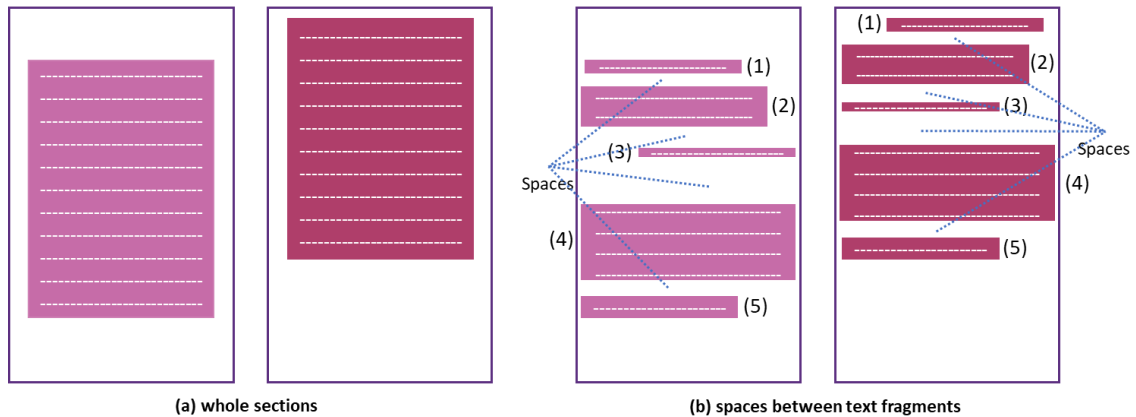 (1)
(2)
(3)
Spaces
(4)
(5)
(1)
(2)
(3)
Spaces
(4)
(5)
(a) whole sections
(b) spaces between text fragments